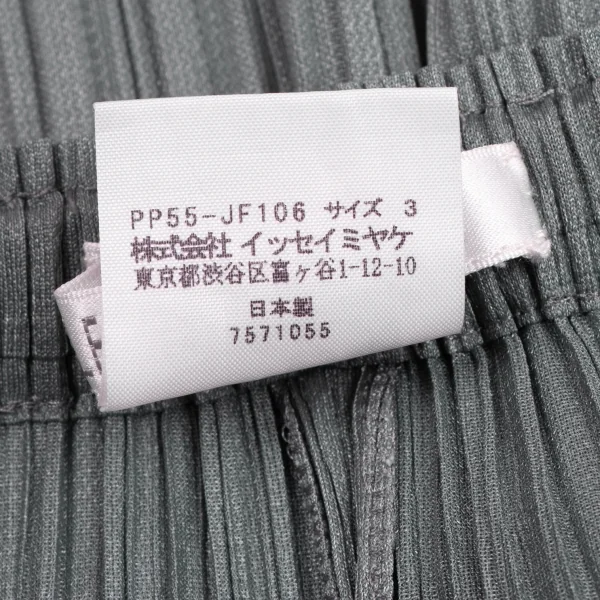 PP55-JF106 サイズ 3
株式会社 イッセイミヤケ
東京都渋谷区富ヶ谷1-12-10
日本製
7571055